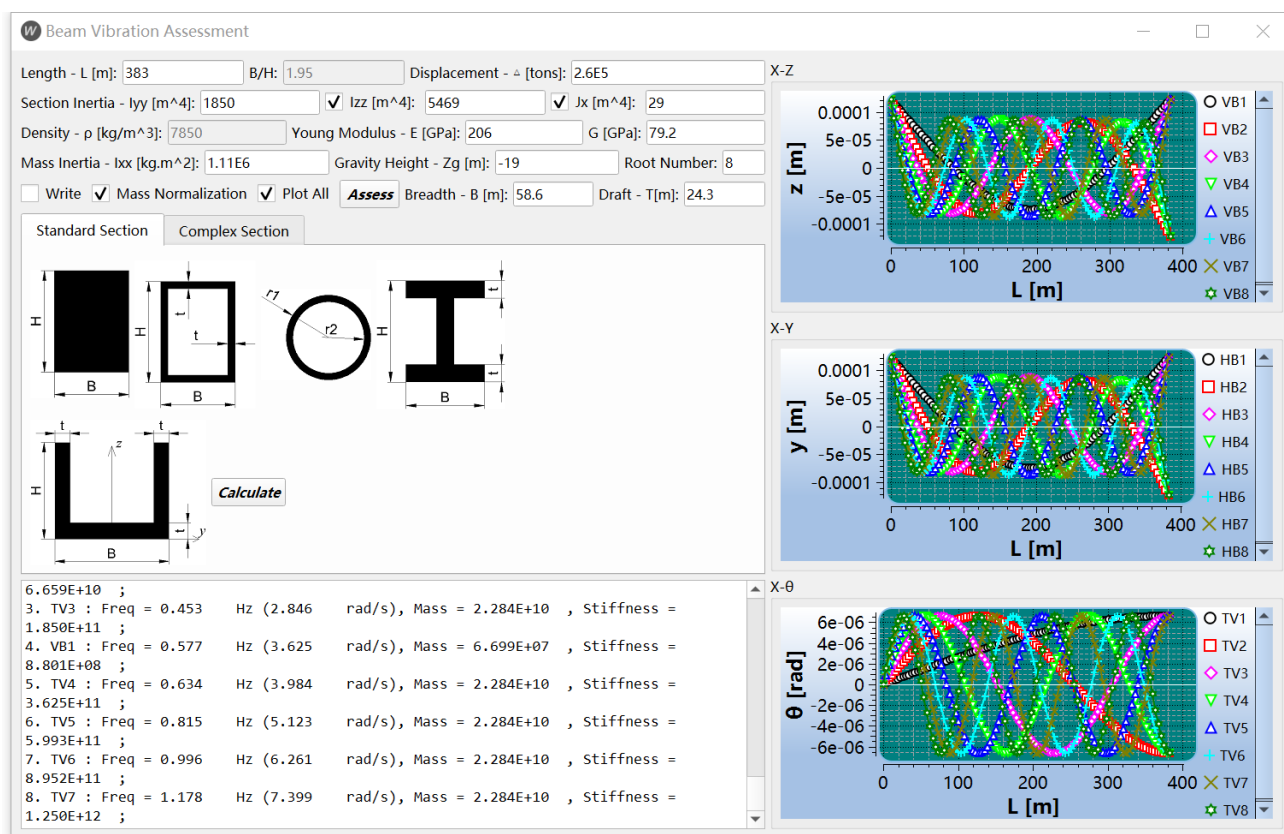 W Beam Vibration Assessment
Length - L [m]: 383 B/H: 1.95 Displacement - ▵ [tons]: 2.6E5
Section Inertia - Iyy [m^4]: 1850 Izz [m^4]: 5469 Jx [m^4]: 29
Density - ρ [kg/m^3]: 7850 Young Modulus - E [GPa]: 206 G [GPa]: 79.2
Mass Inertia - Ixx [kg.m^2]: 1.11E6 Gravity Height - Zg [m]: -19 Root Number: 8
Write Mass Normalization Plot All Assess Breadth - B [m]: 58.6 Draft - T[m]: 24.3
Standard Section Complex Section
H B
H t t B
r1 r2
H t t B
t t z H t y B
Calculate
6.659E+10 ;
3. TV3 : Freq = 0.453 Hz (2.846 rad/s), Mass = 2.284E+10 , Stiffness =
1.850E+11 ;
4. VB1 : Freq = 0.577 Hz (3.625 rad/s), Mass = 6.699E+07 , Stiffness =
8.801E+08 ;
5. TV4 : Freq = 0.634 Hz (3.984 rad/s), Mass = 2.284E+10 , Stiffness =
3.625E+11 ;
6. TV5 : Freq = 0.815 Hz (5.123 rad/s), Mass = 2.284E+10 , Stiffness =
5.993E+11 ;
7. TV6 : Freq = 0.996 Hz (6.261 rad/s), Mass = 2.284E+10 , Stiffness =
8.952E+11 ;
8. TV7 : Freq = 1.178 Hz (7.399 rad/s), Mass = 2.284E+10 , Stiffness =
1.250E+12 ;
X-Z
z [m]
0.0001
5e-05
0
-5e-05
-0.0001
0 100 200 300 400
L [m]
VB1
VB2
VB3
VB4
VB5
VB6
VB7
VB8
X-Y
y [m]
0.0001
5e-05
0
-5e-05
-0.0001
0 100 200 300 400
L [m]
HB1
HB2
HB3
HB4
HB5
HB6
HB7
HB8
X-θ
θ [rad]
6e-06
4e-06
2e-06
0
-2e-06
-4e-06
-6e-06
0 100 200 300 400
L [m]
TV1
TV2
TV3
TV4
TV5
TV6
TV7
TV8